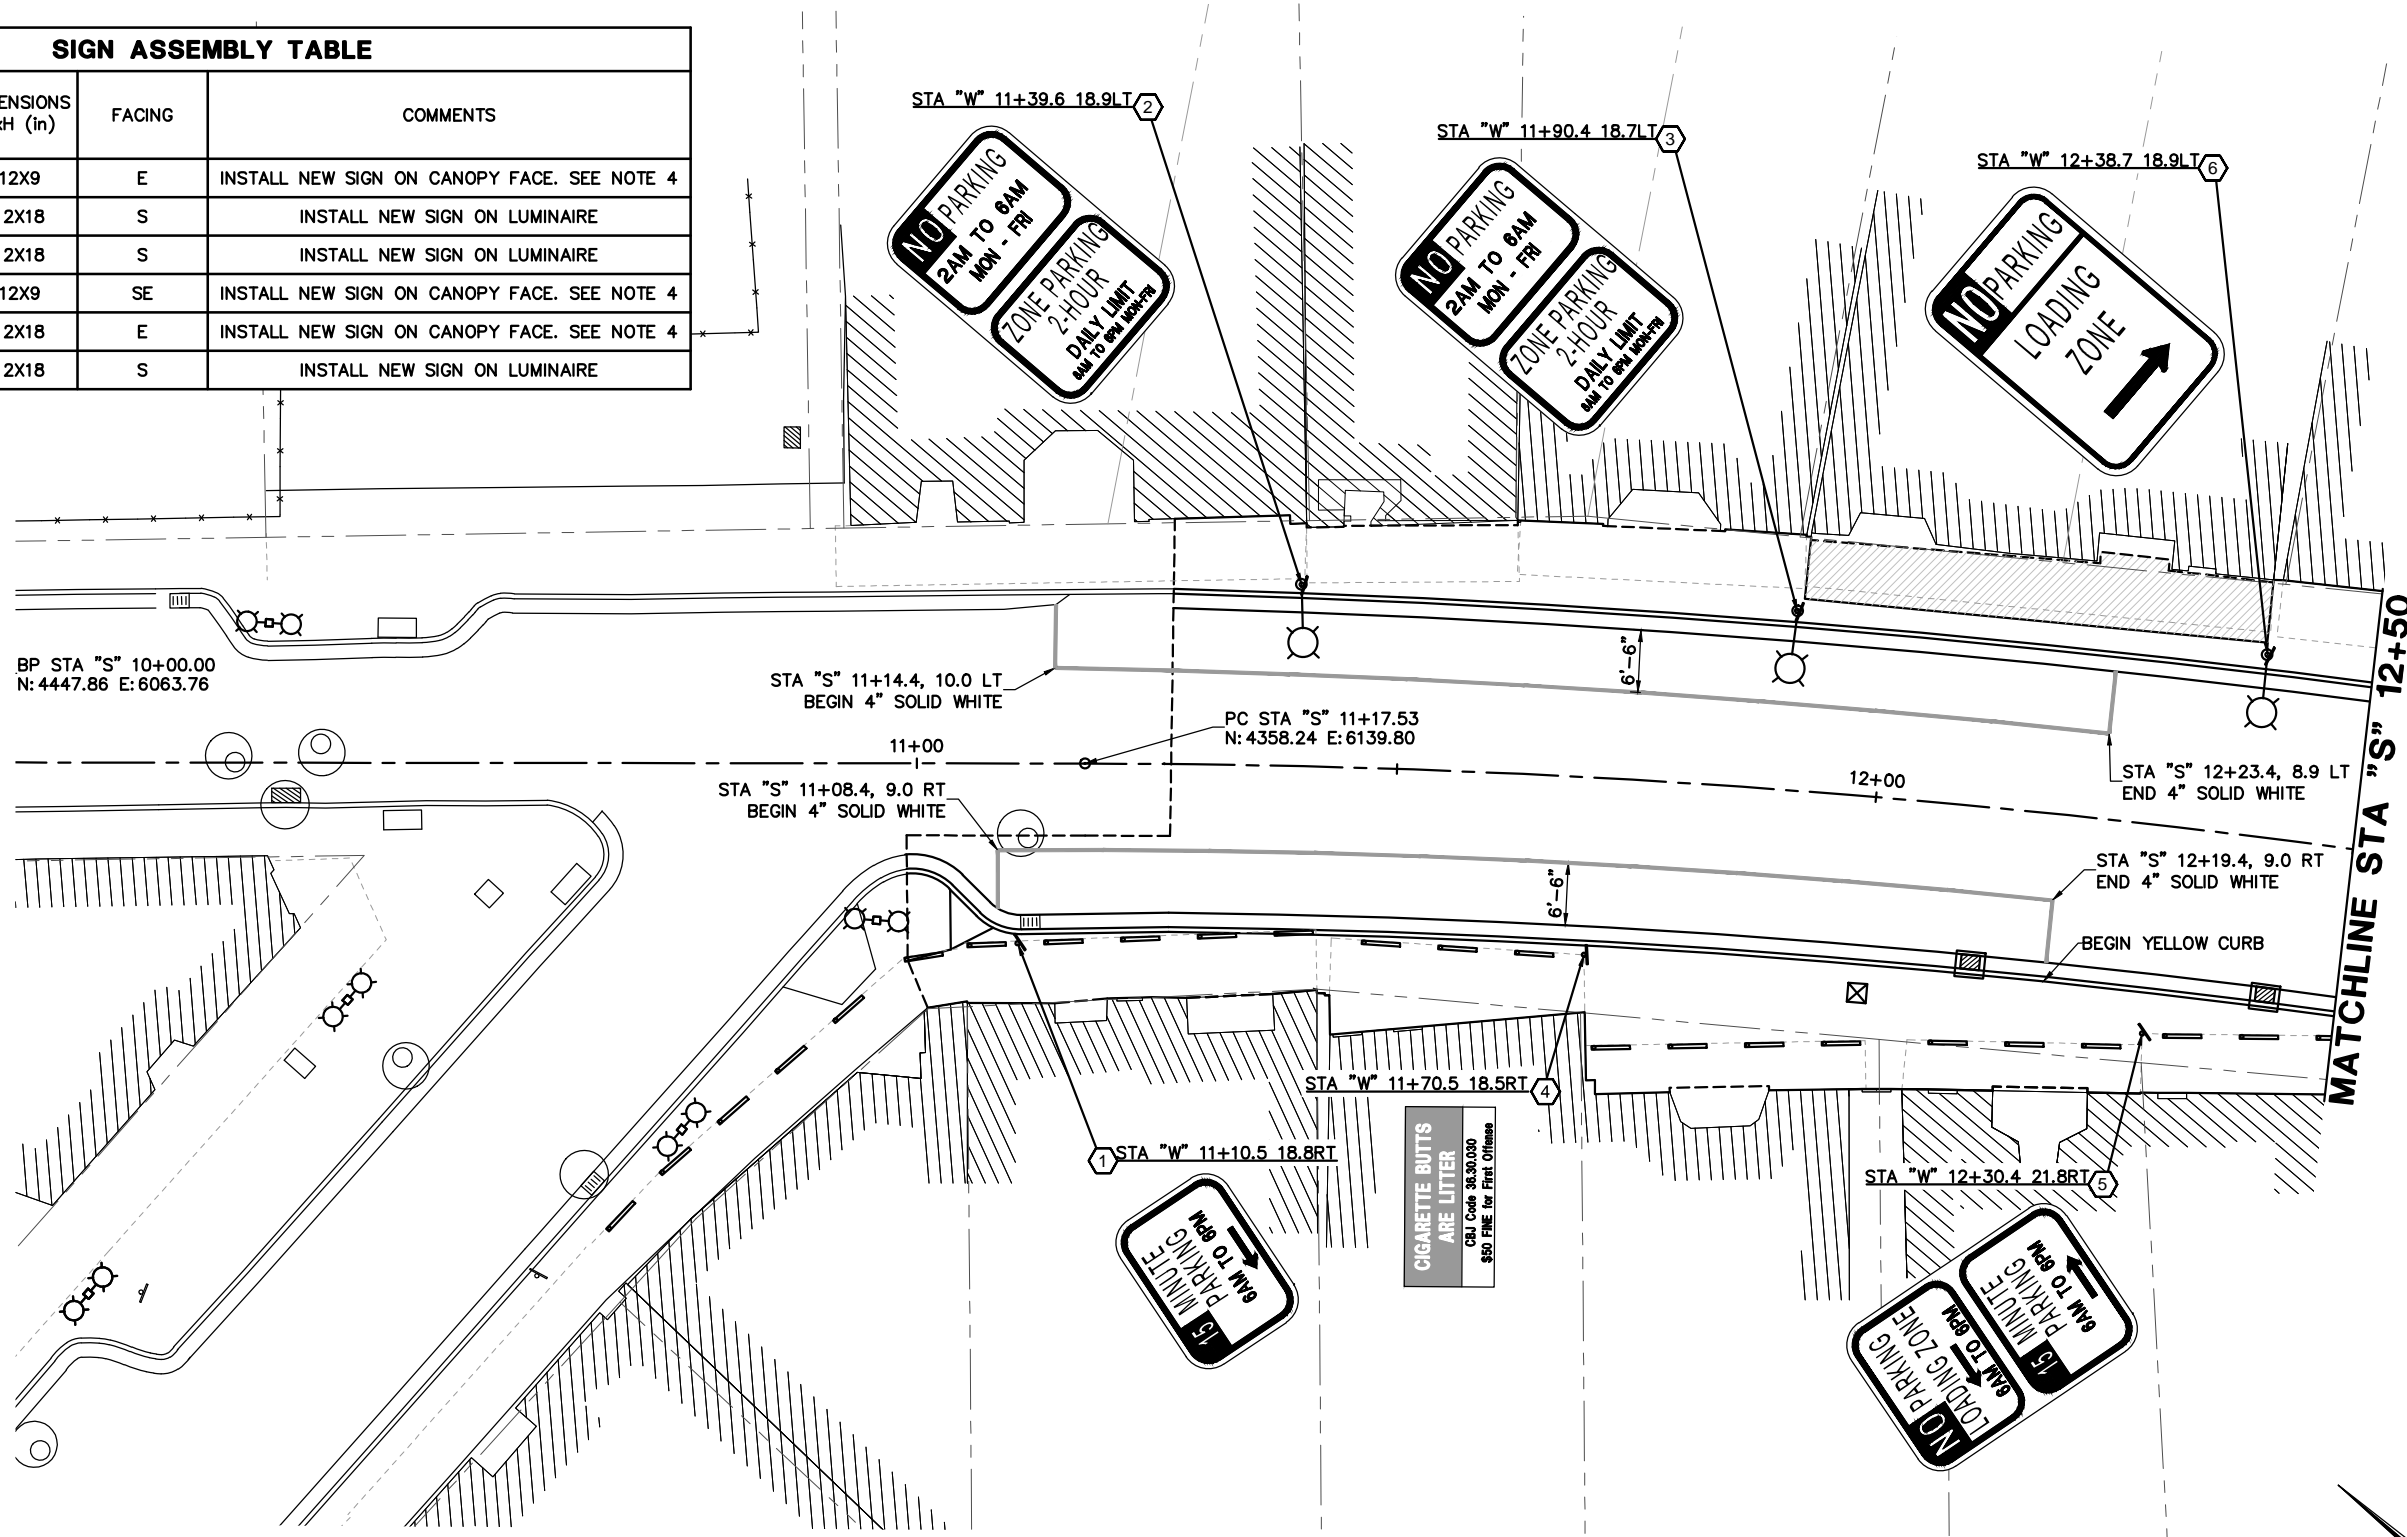 SIGN ASSEMBLY TABLE
ENSIONS
xH (in)
FACING
COMMENTS
12X9
E
INSTALL NEW SIGN ON CANOPY FACE. SEE NOTE 4
2X18
S
INSTALL NEW SIGN ON LUMINAIRE
2X18
S
INSTALL NEW SIGN ON LUMINAIRE
12X9
SE
INSTALL NEW SIGN ON CANOPY FACE. SEE NOTE 4
2X18
E
INSTALL NEW SIGN ON CANOPY FACE. SEE NOTE 4
2X18
S
INSTALL NEW SIGN ON LUMINAIRE
STA "W" 11+39.6 18.9LT
2
NO PARKING
2AM TO 6AM
MON - FRI
ZONE PARKING
2-HOUR
DAILY LIMIT
8AM TO 6PM MON-FRI
STA "W" 11+90.4 18.7LT
3
NO PARKING
2AM TO 6AM
MON - FRI
ZONE PARKING
2-HOUR
DAILY LIMIT
8AM TO 6PM MON-FRI
STA "W" 12+38.7 18.9LT
6
NO PARKING
LOADING
ZONE
BP STA "S" 10+00.00
N:4447.86 E:6063.76
STA "S" 11+14.4, 10.0 LT
BEGIN 4" SOLID WHITE
6'-6"
PC STA "S" 11+17.53
N:4358.24 E:6139.80
11+00
12+00
STA "S" 12+23.4, 8.9 LT
END 4" SOLID WHITE
STA "S" 11+08.4, 9.0 RT
BEGIN 4" SOLID WHITE
6'-6"
STA "S" 12+19.4, 9.0 RT
END 4" SOLID WHITE
BEGIN YELLOW CURB
MATCHLINE STA "S" 12+50
STA "W" 11+70.5 18.5RT
4
CIGARETTE BUTTS
ARE LITTER
CBJ Code 36.30.030
$50 FINE for First Offense
1
STA "W" 11+10.5 18.8RT
15 MINUTE
PARKING
6AM TO 6PM
STA "W" 12+30.4 21.8RT
5
NO PARKING
LOADING ZONE
6AM TO 6PM
15 MINUTE
PARKING
6AM TO 6PM